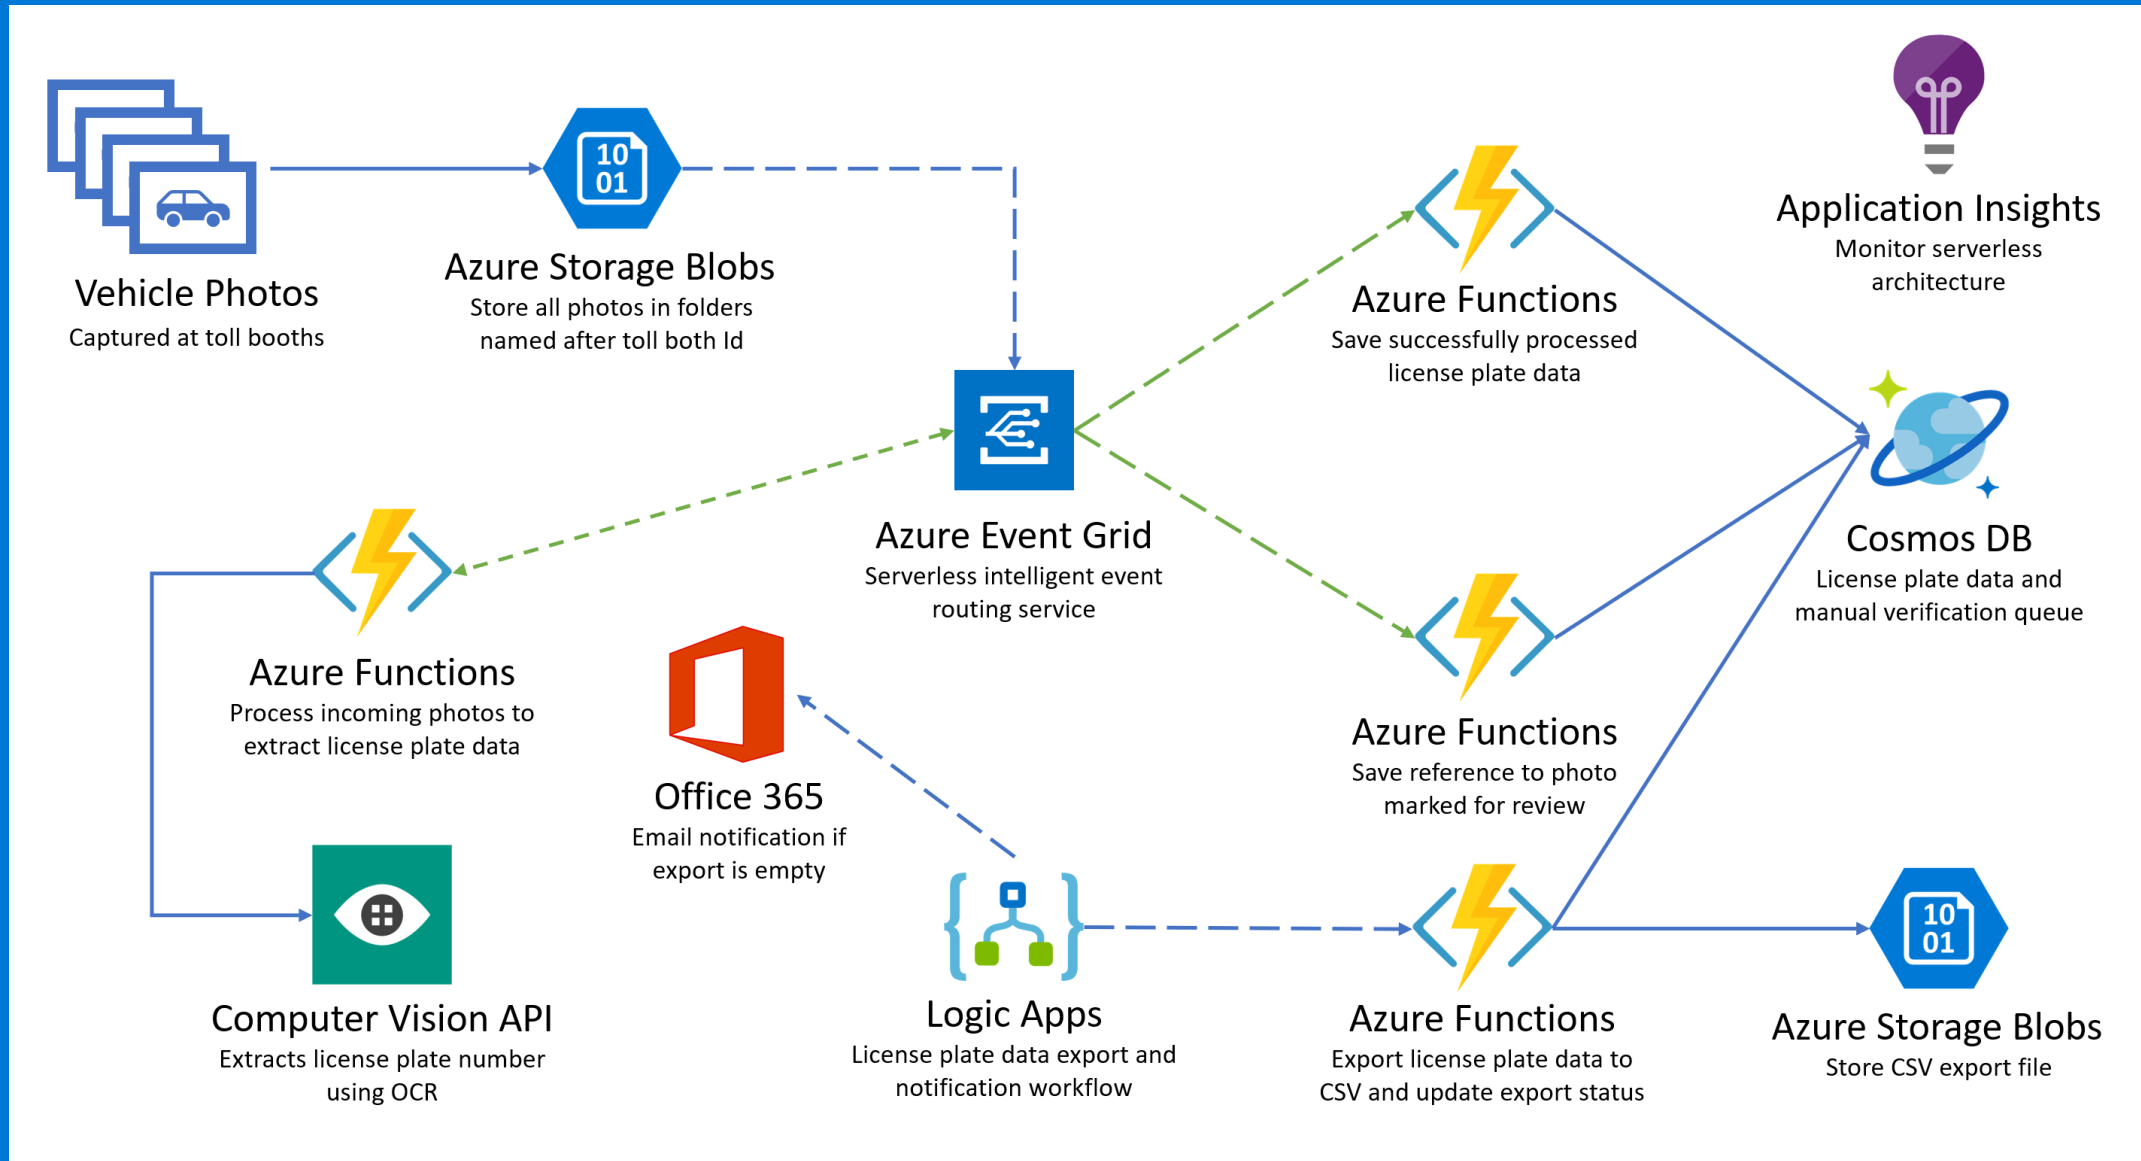 10
01
Vehicle Photos
Captured at toll booths
Azure Storage Blobs
Store all photos in folders
named after toll both Id
Azure Event Grid
Serverless intelligent event
routing service
Azure Functions
Save successfully processed
license plate data
Application Insights
Monitor serverless
architecture
Cosmos DB
License plate data and
manual verification queue
Azure Functions
Process incoming photos to
extract license plate data
Office 365
Email notification if
export is empty
Azure Functions
Save reference to photo
marked for review
Computer Vision API
Extracts license plate number
using OCR
Logic Apps
License plate data export and
notification workflow
Azure Functions
Export license plate data to
CSV and update export status
10
01
Azure Storage Blobs
Store CSV export file